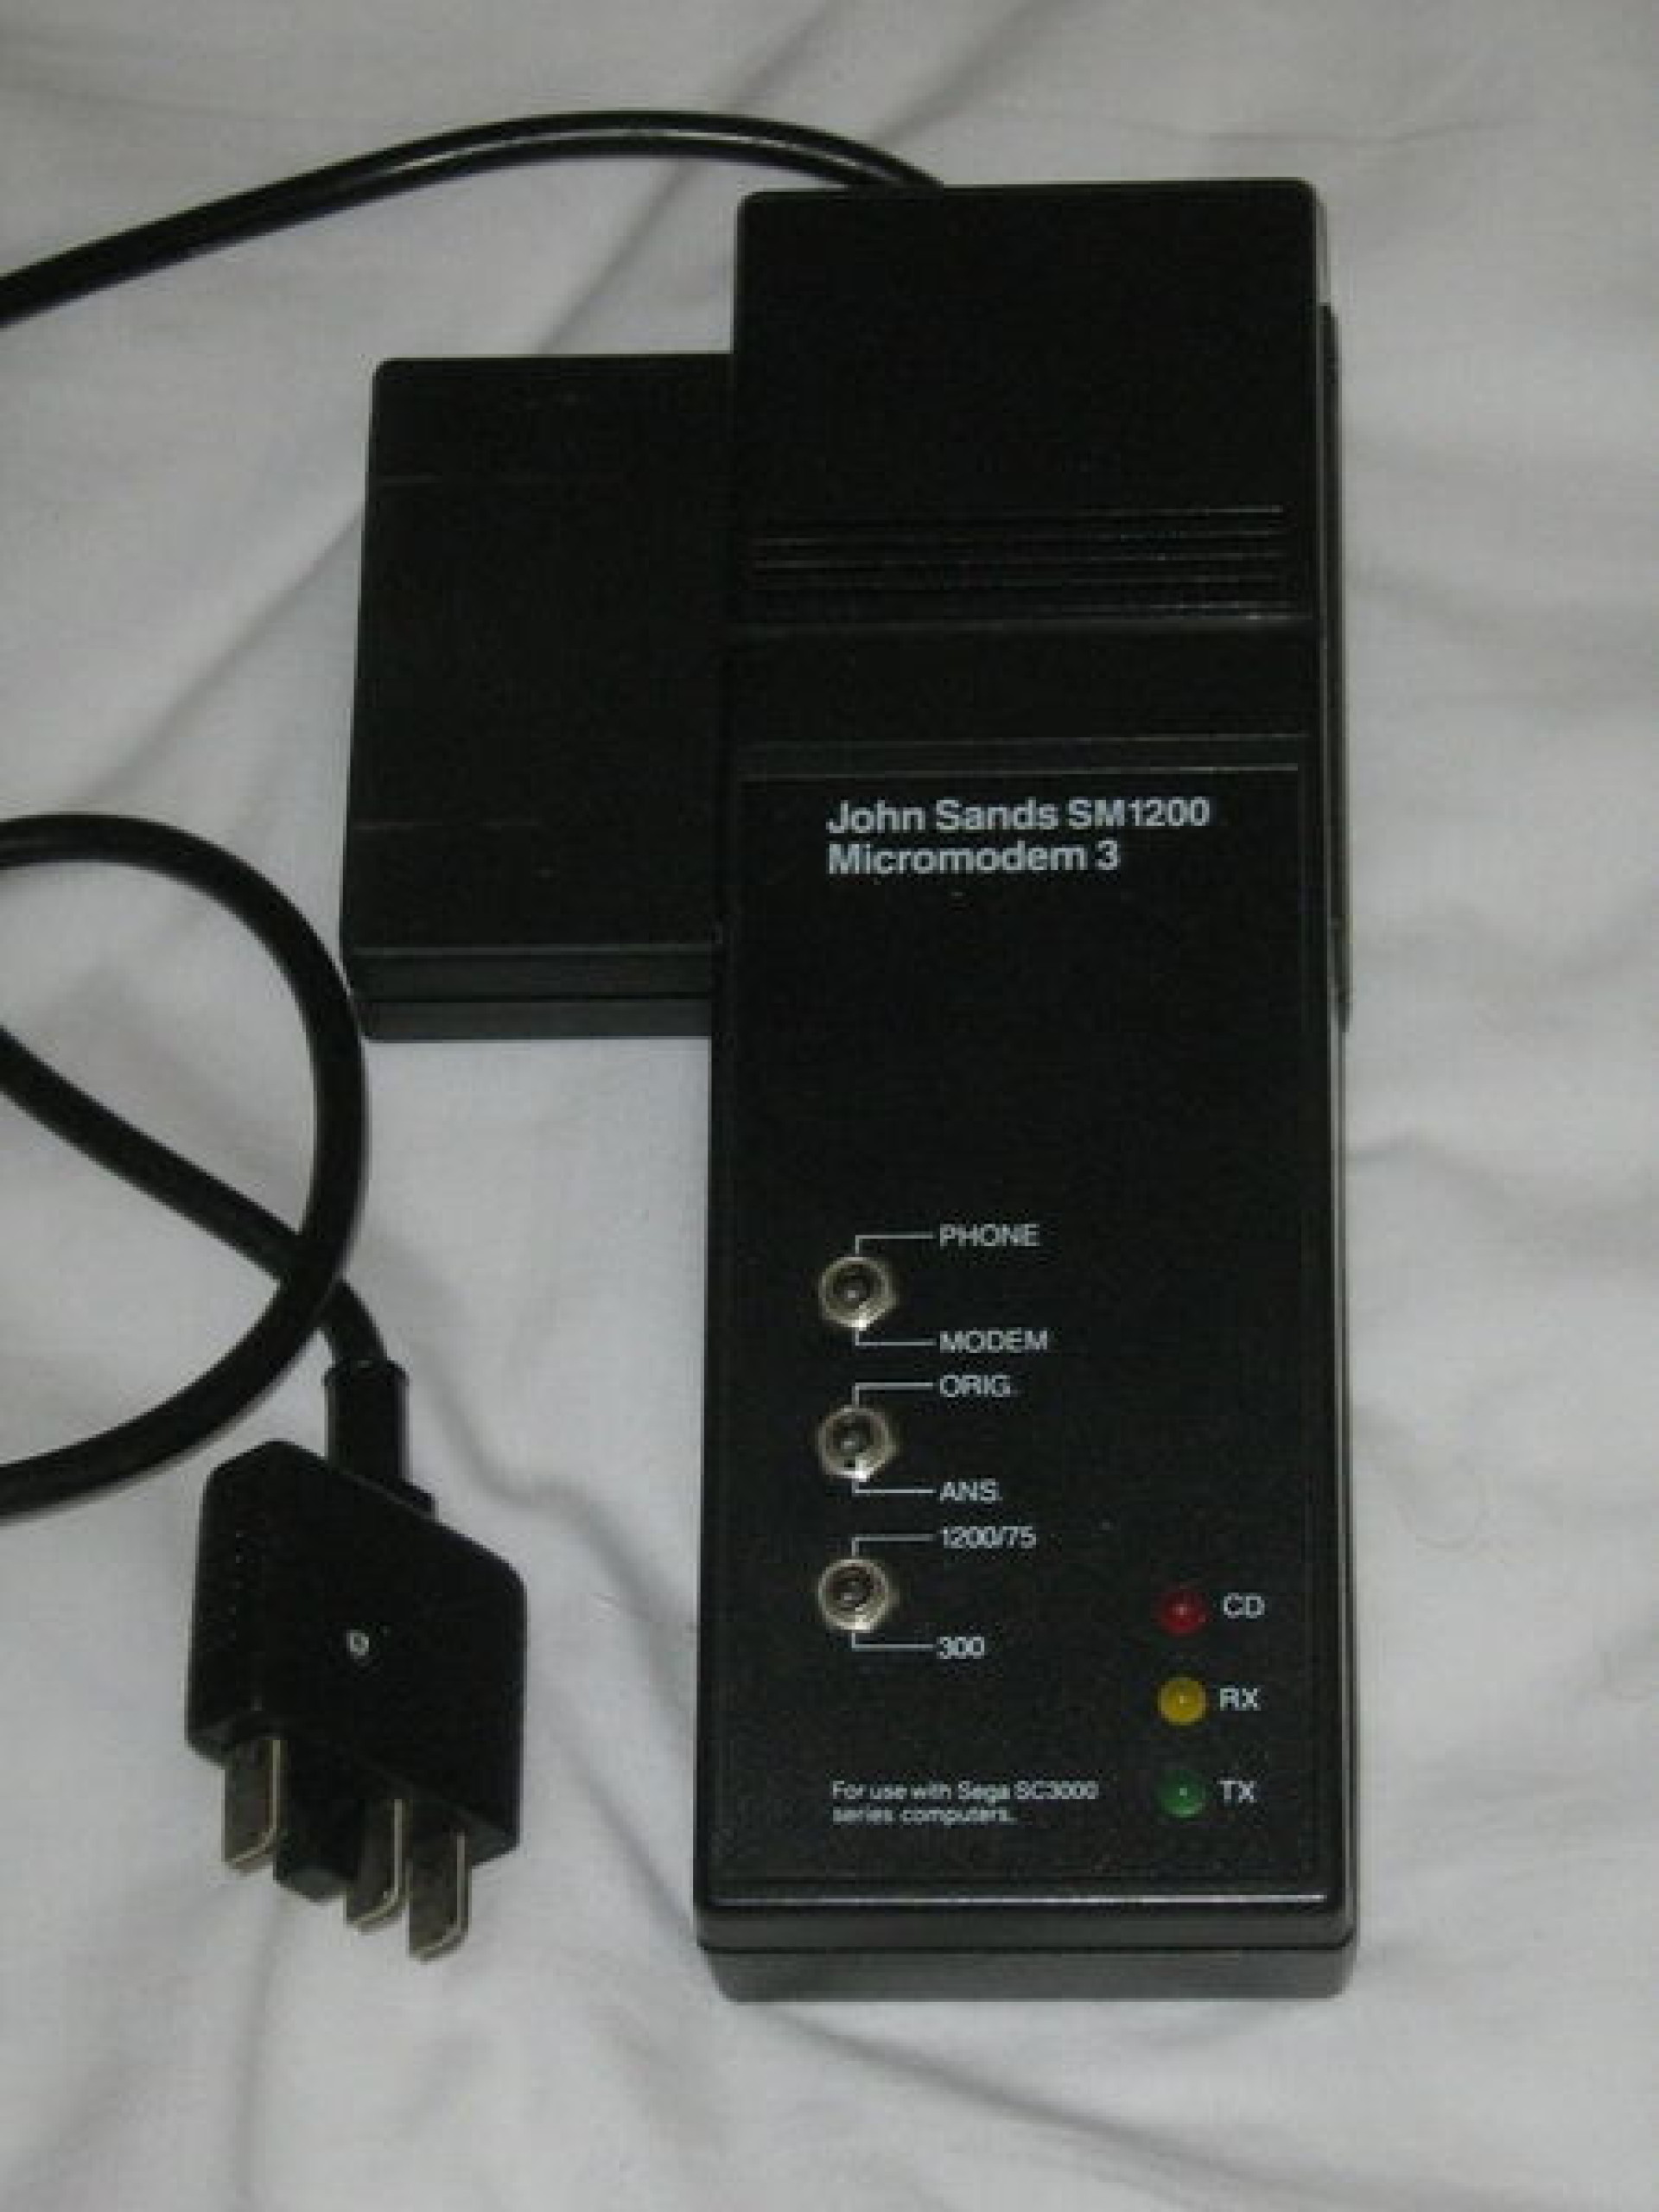 John Sands SM1200
Micromodem 3
PHONE
MODEM
ORIG.
ANS.
1200/75
300
CD
RX
TX
For use with Sega SC3000
series computers.